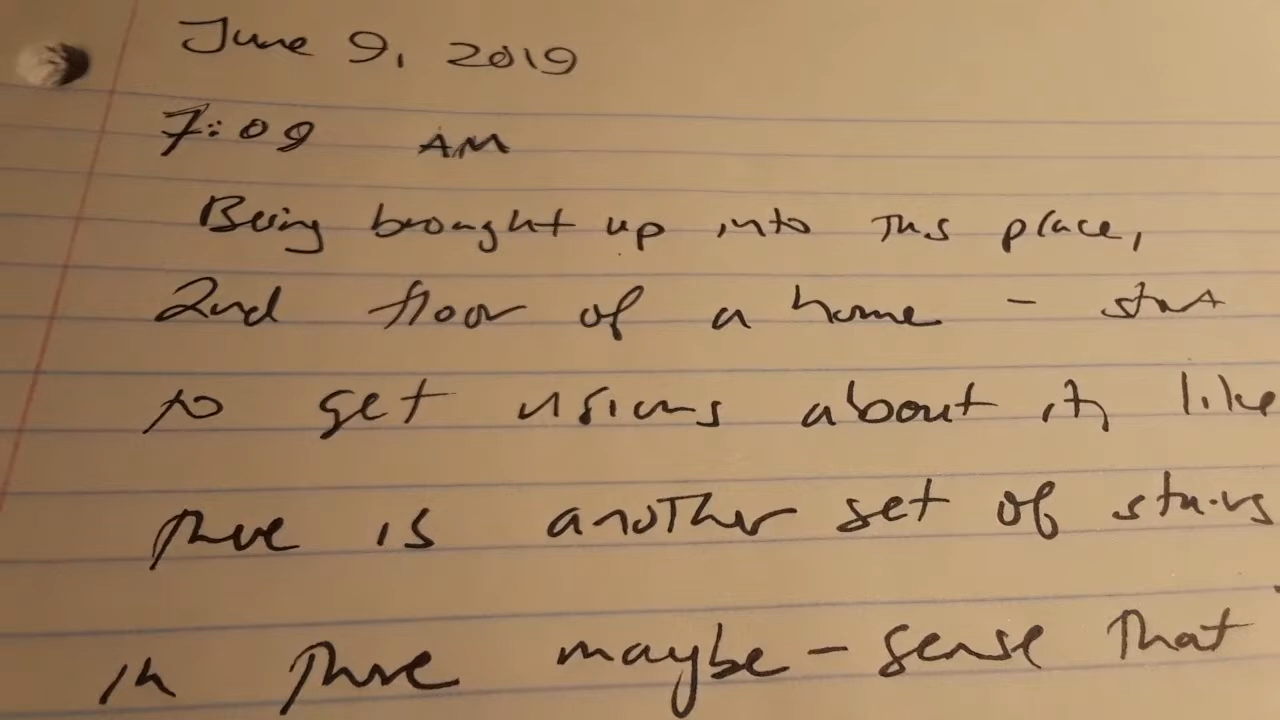 June 9, 2019
7:09 AM
Being brought up into this place,
2nd floor of a home - start
to get visions about it, like
there is another set of stairs
in there maybe - sense that